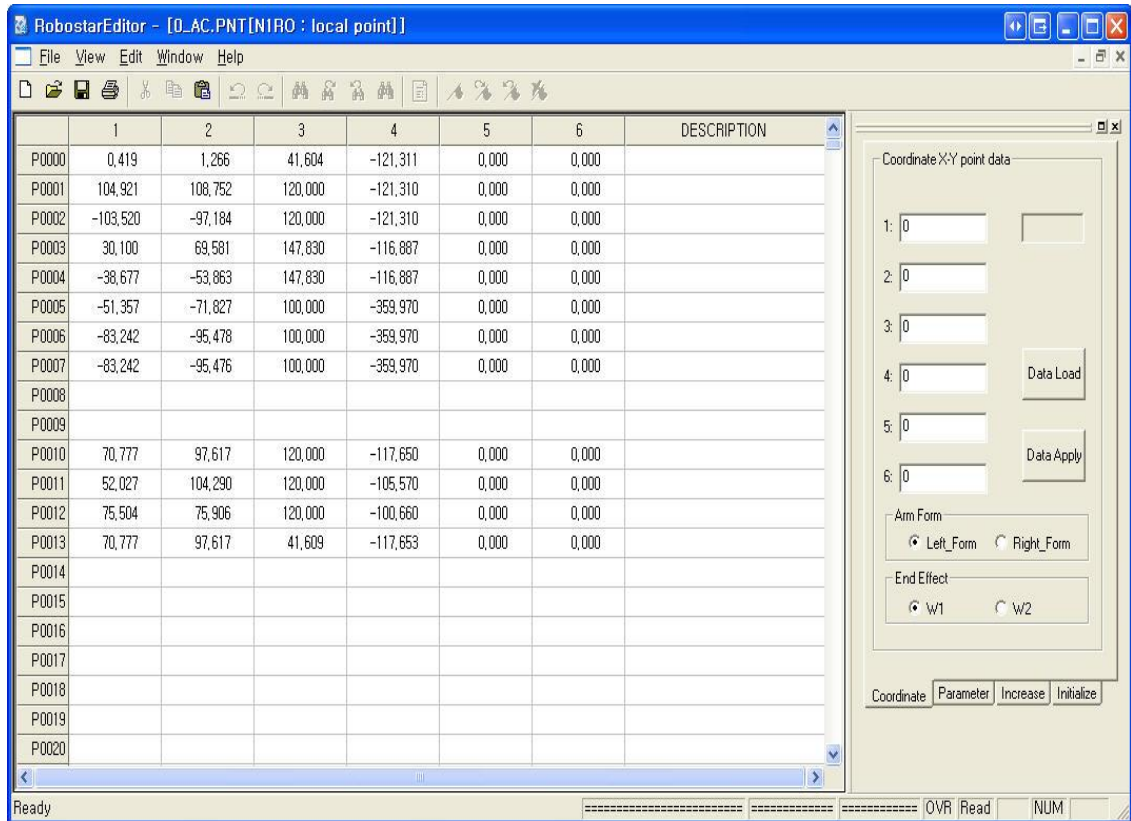 RobostarEditor - [0_AC.PNT[N1R0 : local point]]
File View Edit Window Help
1 2 3 4 5 6 DESCRIPTION
P0000 0,419 1,266 41,604 -121,311 0,000 0,000
P0001 104,921 108,752 120,000 -121,310 0,000 0,000
P0002 -103,520 -97,184 120,000 -121,310 0,000 0,000
P0003 30,100 69,581 147,830 -116,887 0,000 0,000
P0004 -38,677 -53,863 147,830 -116,887 0,000 0,000
P0005 -51,357 -71,827 100,000 -359,970 0,000 0,000
P0006 -83,242 -95,478 100,000 -359,970 0,000 0,000
P0007 -83,242 -95,476 100,000 -359,970 0,000 0,000
P0008
P0009
P0010 70,777 97,617 120,000 -117,650 0,000 0,000
P0011 52,027 104,290 120,000 -105,570 0,000 0,000
P0012 75,504 75,906 120,000 -100,660 0,000 0,000
P0013 70,777 97,617 41,609 -117,653 0,000 0,000
P0014
P0015
P0016
P0017
P0018
P0019
P0020
Coordinate X-Y point data
1: 0
2: 0
3: 0
4: 0
Data Load
5: 0
Data Apply
6: 0
Arm Form
Left_Form Right_Form
End Effect
W1 W2
Coordinate Parameter Increase Initialize
Ready ========================= ============= ============ OVR Read NUM